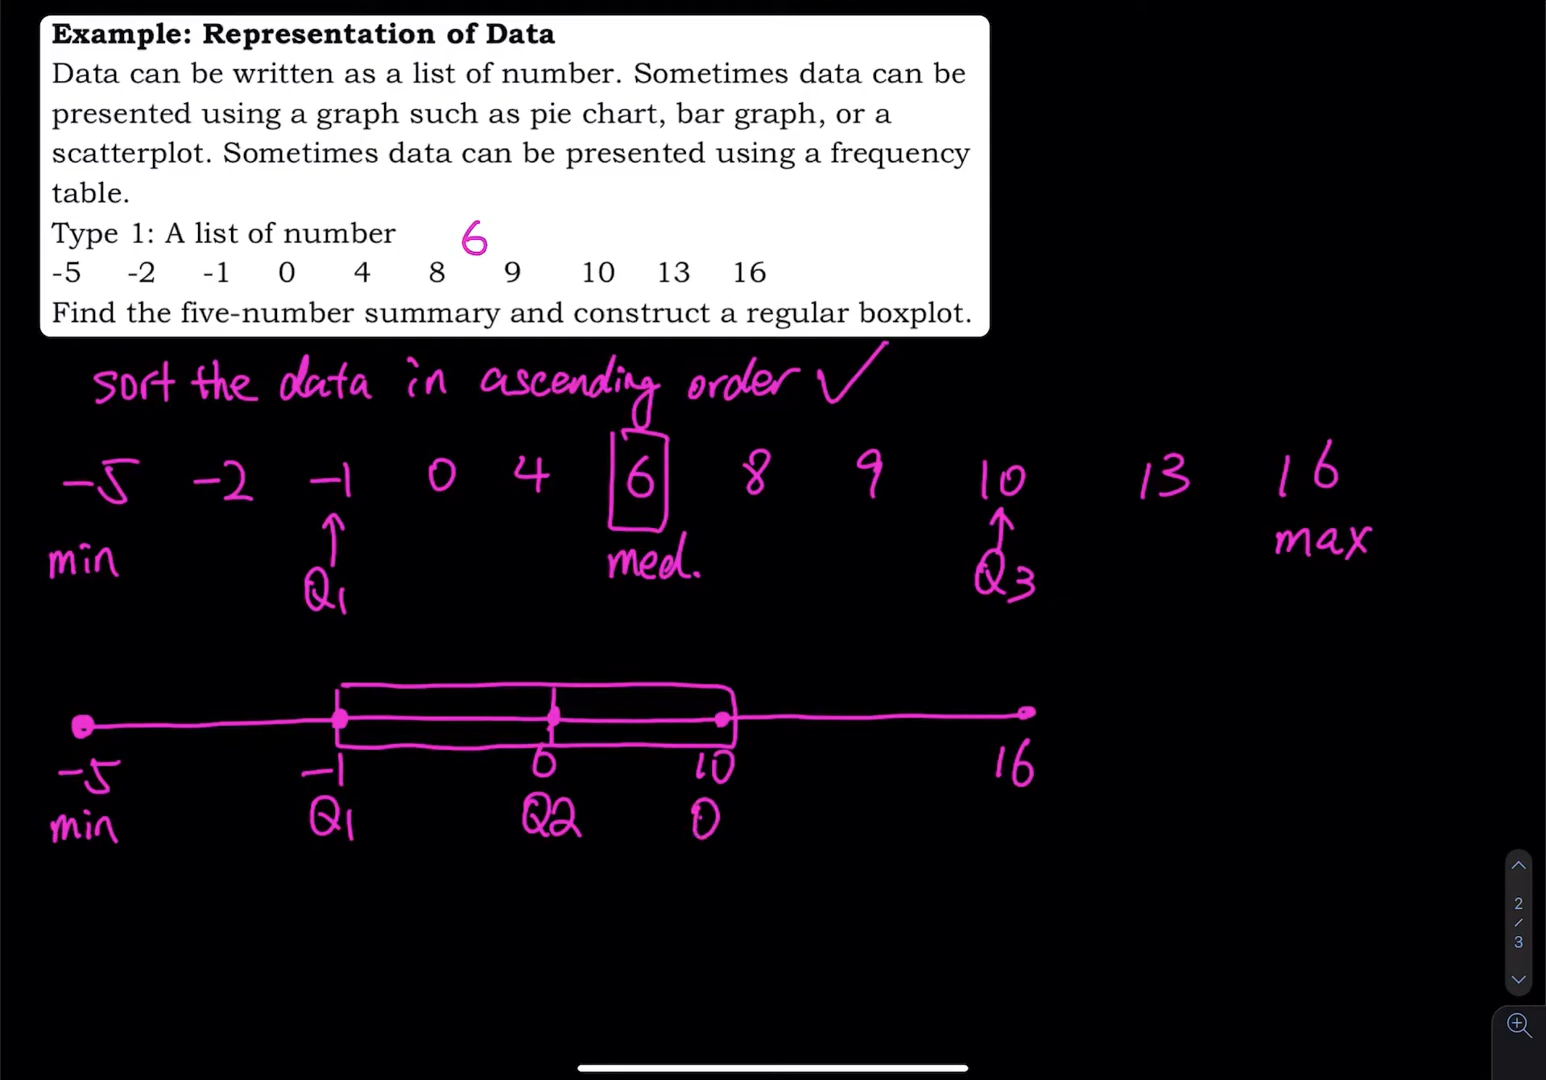 Example: Representation of Data
Data can be written as a list of number. Sometimes data can be
presented using a graph such as pie chart, bar graph, or a
scatterplot. Sometimes data can be presented using a frequency
table.
Type 1: A list of number 6
-5 -2 -1 0 4 8 9 10 13 16
Find the five-number summary and construct a regular boxplot.
sort the data in ascending order ✓
-5 -2 -1 0 4 6 8 9 10 13 16
min Q1 med. Q3 max
-5 -1 6 10 16
min Q1 Q2 0
2
/
3